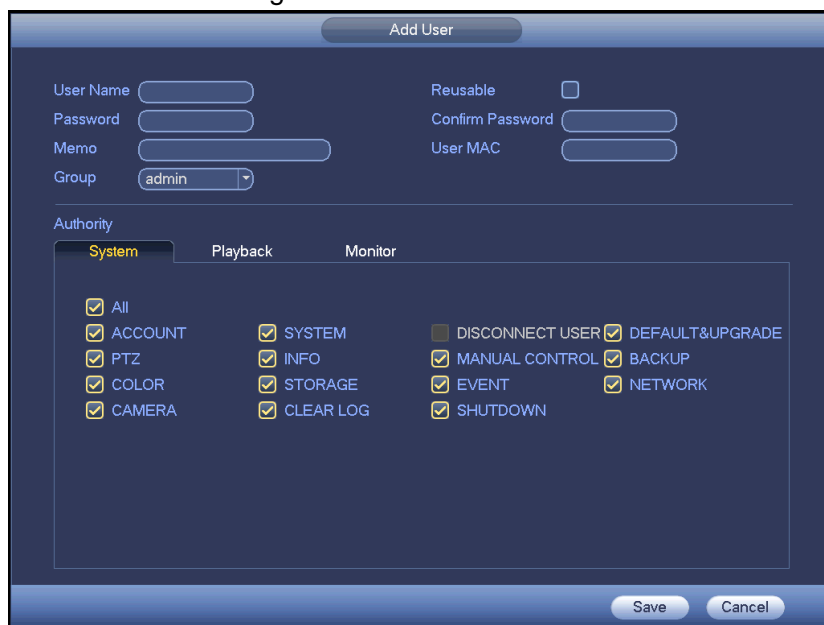 Add User
User Name Reusable
Password Confirm Password
Memo User MAC
Group admin
Authority
System Playback Monitor
All
ACCOUNT SYSTEM DISCONNECT USER DEFAULT&UPGRADE
PTZ INFO MANUAL CONTROL BACKUP
COLOR STORAGE EVENT NETWORK
CAMERA CLEAR LOG SHUTDOWN
Save Cancel